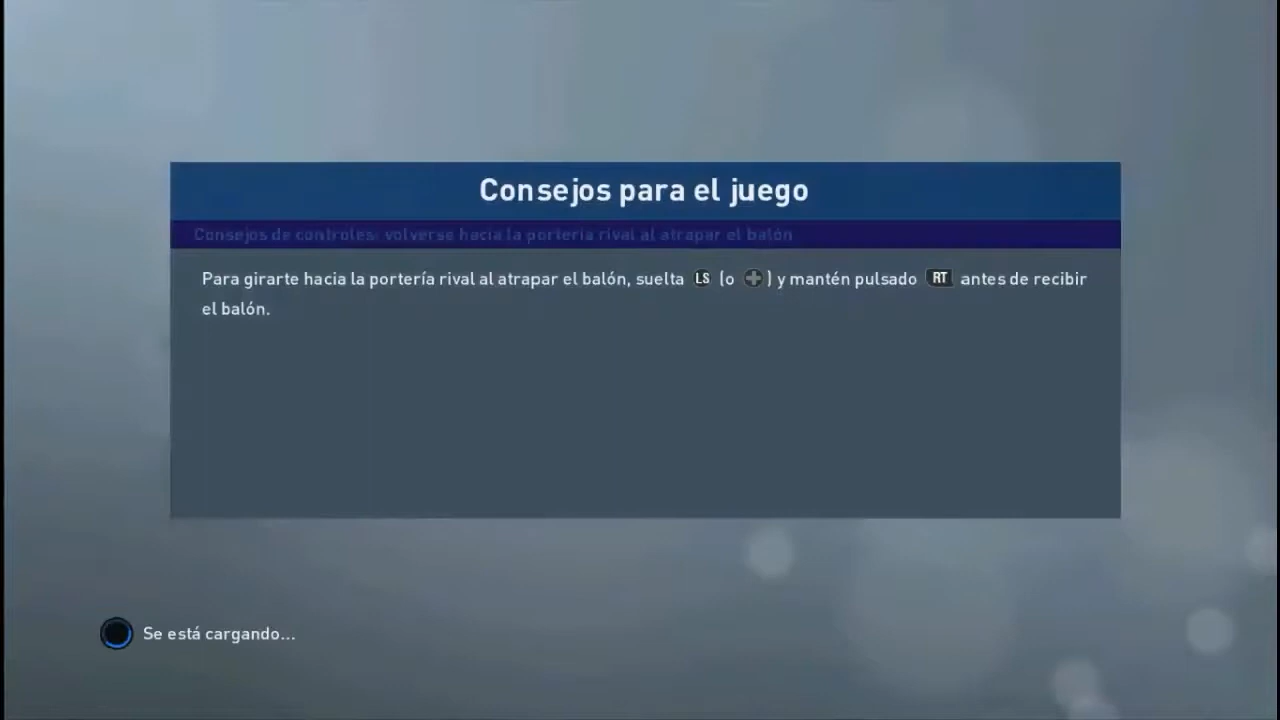 Consejos para el juego
Consejos de controles: volverse hacia la portería rival al atrapar el balón
Para girarte hacia la portería rival al atrapar el balón, suelta LS (o ) y mantén pulsado RT antes de recibir
el balón.
Se está cargando...